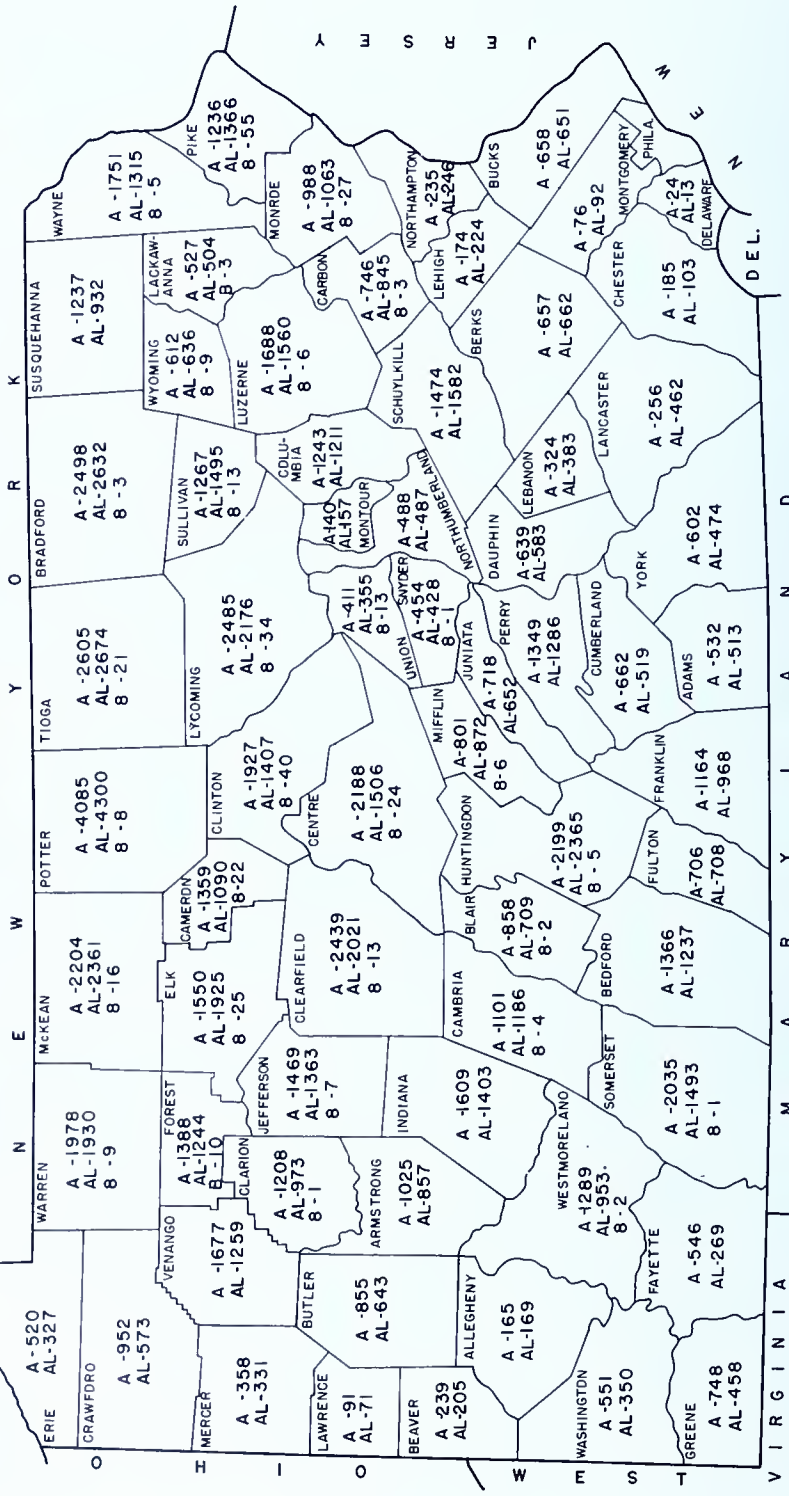 N E W Y O R K
ERIE
A -520
AL-327
CRAWFORD
A -952
AL-573
WARREN
A -1978
AL-1930
8 -9
McKEAN
A -2204
AL-2361
8 -16
POTTER
A -4085
AL-4300
8 -8
TIOGA
A -2605
AL-2674
8 -21
BRADFORD
A -2498
AL-2632
8 -3
SUSQUEHANNA
A -1237
AL-932
WAYNE
A -1751
AL-1315
8 -5
PIKE
A -1236
AL-1366
8 -55
MERCER
A -358
AL-331
VENANGO
A -1677
AL-1259
FOREST
A -1388
AL-1244
B -10
ELK
A -1550
AL-1925
8 -25
CAMERON
A -1359
AL-1090
8-22
CLINTON
A -1927
AL-1407
8 -40
LYCOMING
A -2485
AL-2176
8 -34
SULLIVAN
A -1267
AL-1495
8 -13
WYOMING
A -612
AL-636
8 -9
LACKAW-
ANNA
A -527
AL-504
B -3
LUZERNE
A -1688
AL-1560
8 -6
MONROE
A -988
AL-1063
8 -27
LAWRENCE
A -91
AL-71
BUTLER
A -855
AL-643
CLARION
A -1208
AL-973
8 -1
JEFFERSON
A -1469
AL-1363
8 -7
CLEARFIELD
A -2439
AL-2021
8 -13
CENTRE
A -2188
AL-1506
8 -24
UNION
A -411
AL-355
8-13
MONTOUR
A-140
AL-157
COLU-
MBIA
A-1243
AL-1211
CARBON
A -746
AL-845
8 -3
NORTHAMPTON
A -235
AL-246
BEAVER
A -239
AL-205
ALLEGHENY
A -165
AL-169
ARMSTRONG
A -1025
AL-857
INDIANA
A -1609
AL-1403
CAMBRIA
A -1101
AL-1186
8 -4
BLAIR
A -858
AL-709
8 -2
HUNTINGDON
A -2199
AL-2365
8 -5
MIFFLIN
A-801
AL-872
8-6
JUNIATA
A-718
AL-652
SNYDER
A -454
AL-428
8 -1
NORTHUMBERLAND
A -488
AL-487
SCHUYLKILL
A -1474
AL-1582
LEHIGH
A -174
AL-224
BUCKS
A -658
AL-651
WASHINGTON
A -551
AL-350
WESTMORELAND
A -1289
AL-953.
8 -2
PERRY
A -1349
AL-1286
DAUPHIN
A-639
AL-583
LEBANON
A -324
AL-383
BERKS
A -657
AL-662
MONTGOMERY
A -76
AL-92
PHILA.
GREENE
A -748
AL-458
FAYETTE
A -546
AL-269
SOMERSET
A -2035
AL-1493
8 -1
BEDFORD
A -1366
AL-1237
FULTON
A-706
AL-708
FRANKLIN
A -1164
AL-968
CUMBERLAND
A -662
AL-519
ADAMS
A -532
AL-513
YORK
A -602
AL-474
LANCASTER
A -256
AL-462
CHESTER
A -185
AL-103
DELAWARE
A-24
AL-13
O H I O
W E S T
V I R G I N I A
M A R Y L A N D
DEL.
N E W
J E R S E Y